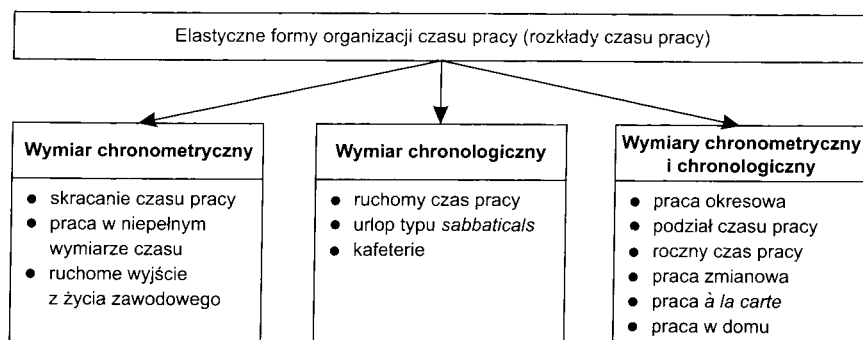 Elastyczne formy organizacji czasu pracy (rozkłady czasu pracy)
Wymiar chronometryczny
● skracanie czasu pracy
● praca w niepełnym
wymiarze czasu
● ruchome wyjście
z życia zawodowego
Wymiar chronologiczny
● ruchomy czas pracy
● urlop typu sabbaticals
● kafeterie
Wymiary chronometryczny
i chronologiczny
● praca okresowa
● podział czasu pracy
● roczny czas pracy
● praca zmianowa
● praca à la carte
● praca w domu